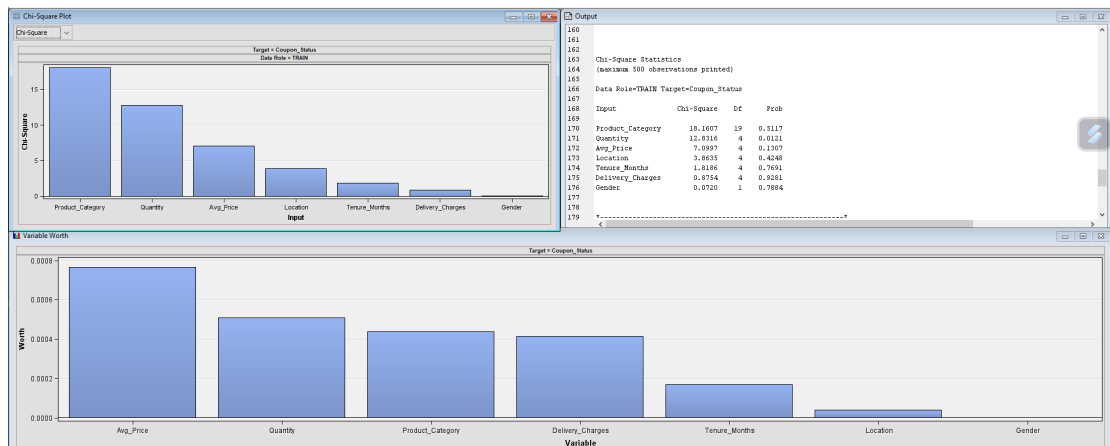 Chi-Square Plot
Chi-Square
Target = Coupon_Status
Data Role = TRAIN
15
10
5
0
Chi-Square
Product_Category Quantity Avg_Price Location Tenure_Months Delivery_Charges Gender
Input
Output
160
161
162
163 Chi-Square Statistics
164 (maximum 500 observations printed)
165
166 Data Role=TRAIN Target=Coupon_Status
167
168 Input Chi-Square Df Prob
169
170 Product_Category 18.1607 19 0.5117
171 Quantity 12.8316 4 0.0121
172 Avg_Price 7.0997 4 0.1307
173 Location 3.8635 4 0.4248
174 Tenure_Months 1.8186 4 0.7691
175 Delivery_Charges 0.8754 4 0.9281
176 Gender 0.0720 1 0.7884
177
178
179 *------------------------------------------------------------*
Variable Worth
Target = Coupon_Status
0.0008
0.0006
0.0004
0.0002
0.0000
Worth
Avg_Price Quantity Product_Category Delivery_Charges Tenure_Months Location Gender
Variable